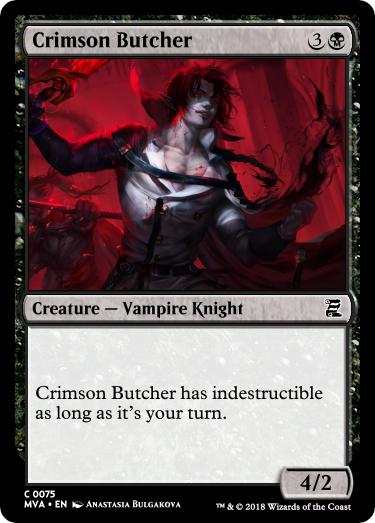 Crimson Butcher 3
Creature — Vampire Knight
Crimson Butcher has indestructible
as long as it's your turn.
4/2
C 0075
MVA • EN Anastasia Bulgakova
™ & © 2018 Wizards of the Coast